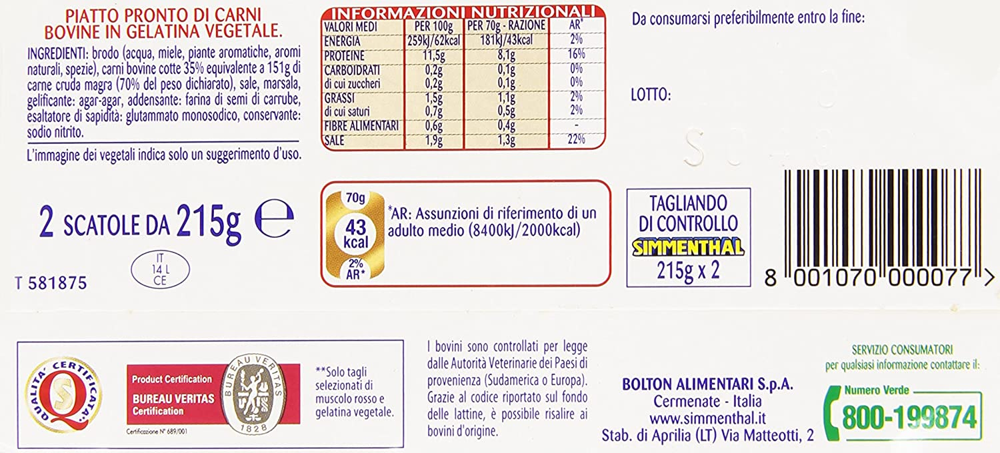 PIATTO PRONTO DI CARNI
BOVINE IN GELATINA VEGETALE.
INGREDIENTI: brodo (acqua, miele, piante aromatiche, aromi
naturali, spezie), carni bovine cotte 35% equivalente a 151g di
carne cruda magra (70% del peso dichiarato), sale, marsala,
gelificante: agar-agar, addensante: farina di semi di carrube,
esaltatore di sapidità: glutammato monosodico, conservante:
sodio nitrito.
L'immagine dei vegetali indica solo un suggerimento d'uso.
2 SCATOLE DA 215g ℮
IT
14 L
CE
T 581875
INFORMAZIONI NUTRIZIONALI
VALORI MEDI PER 100g PER 70g - RAZIONE AR*
ENERGIA 259kJ/62kcal 181kJ/43kcal 2%
PROTEINE 11,5g 8,1g 16%
CARBOIDRATI 0,2g 0,1g 0%
di cui zuccheri 0,2g 0,1g 0%
GRASSI 1,5g 1,1g 2%
di cui saturi 0,7g 0,5g 2%
FIBRE ALIMENTARI 0,6g 0,4g -
SALE 1,9g 1,3g 22%
70g
43
kcal
2%
AR*
*AR: Assunzioni di riferimento di un
adulto medio (8400kJ/2000kcal)
Da consumarsi preferibilmente entro la fine:
LOTTO:
TAGLIANDO
DI CONTROLLO
SIMMENTHAL
215g x 2
8 001070 000077 >
QUALITA' CERTIFICATA**
SQ
Product Certification
BUREAU VERITAS
Certification
BUREAU VERITAS
1828
Certificazione N° 689/001
**Solo tagli
selezionati di
muscolo rosso e
gelatina vegetale.
I bovini sono controllati per legge
dalle Autorità Veterinarie dei Paesi di
provenienza (Sudamerica o Europa).
Grazie al codice riportato sul fondo
delle lattine, è possibile risalire ai
bovini d'origine.
BOLTON ALIMENTARI S.p.A.
Cermenate - Italia
www.simmenthal.it
Stab. di Aprilia (LT) Via Matteotti, 2
SERVIZIO CONSUMATORI
per qualsiasi informazione contattare il:
Numero Verde
800-199874